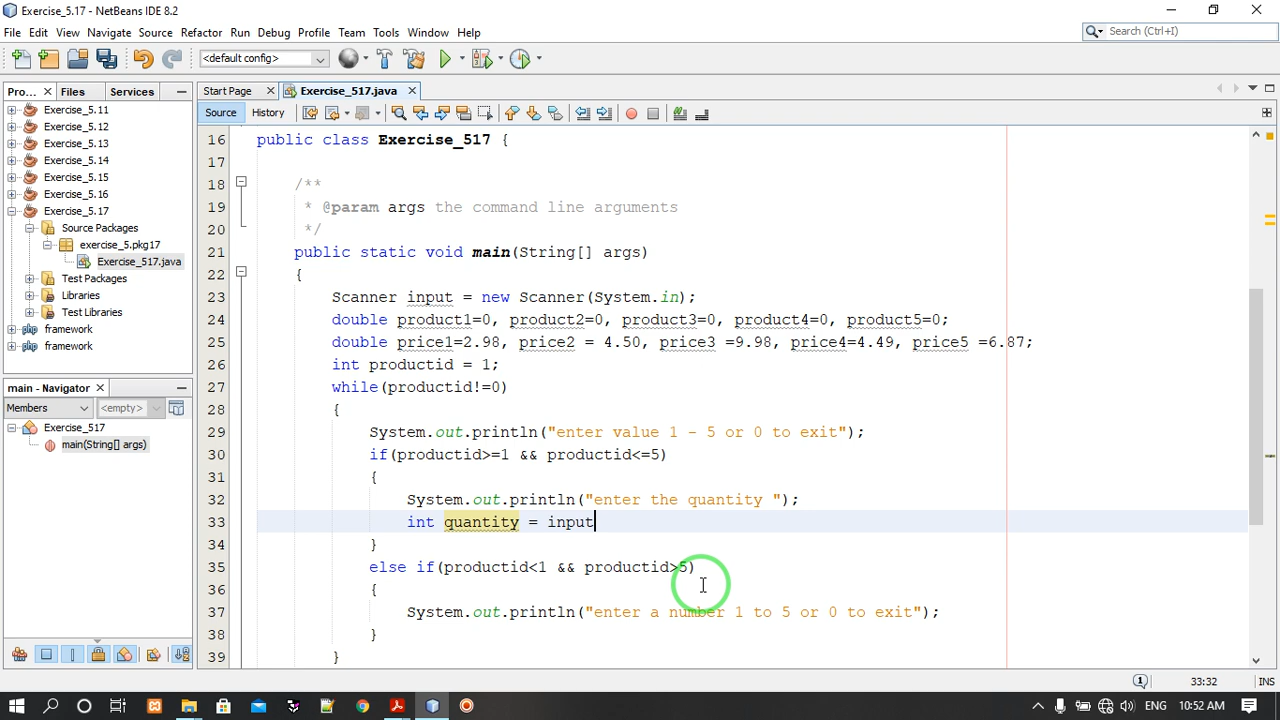 Exercise_5.17 - NetBeans IDE 8.2
File Edit View Navigate Source Refactor Run Debug Profile Team Tools Window Help
Search (Ctrl+I)
<default config>
Pro... Files Services
Start Page Exercise_517.java
Source History
Exercise_5.11
Exercise_5.12
Exercise_5.13
Exercise_5.14
Exercise_5.15
Exercise_5.16
Exercise_5.17
Source Packages
exercise_5.pkg17
Exercise_517.java
Test Packages
Libraries
Test Libraries
framework
framework
main - Navigator
Members <empty>
Exercise_517
main(String[] args)
16 public class Exercise_517 {
17
18 /**
19 * @param args the command line arguments
20 */
21 public static void main(String[] args)
22 {
23 Scanner input = new Scanner(System.in);
24 double product1=0, product2=0, product3=0, product4=0, product5=0;
25 double price1=2.98, price2 = 4.50, price3 =9.98, price4=4.49, price5 =6.87;
26 int productid = 1;
27 while(productid!=0)
28 {
29 System.out.println("enter value 1 - 5 or 0 to exit");
30 if(productid>=1 && productid<=5)
31 {
32 System.out.println("enter the quantity ");
33 int quantity = input
34 }
35 else if(productid<1 && productid>5)
36 {
37 System.out.println("enter a number 1 to 5 or 0 to exit");
38 }
39 }
33:32 INS
ENG 10:52 AM